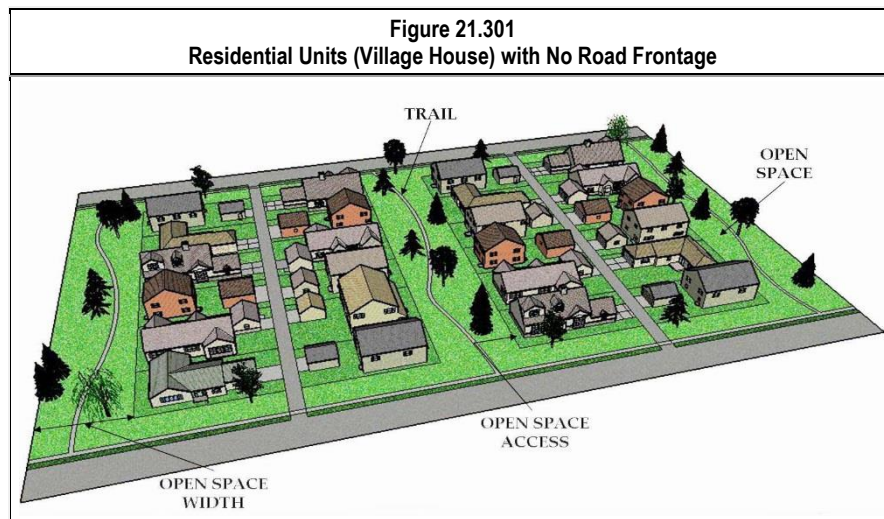 Figure 21.301
Residential Units (Village House) with No Road Frontage
TRAIL
OPEN
SPACE
OPEN SPACE
ACCESS
OPEN SPACE
WIDTH